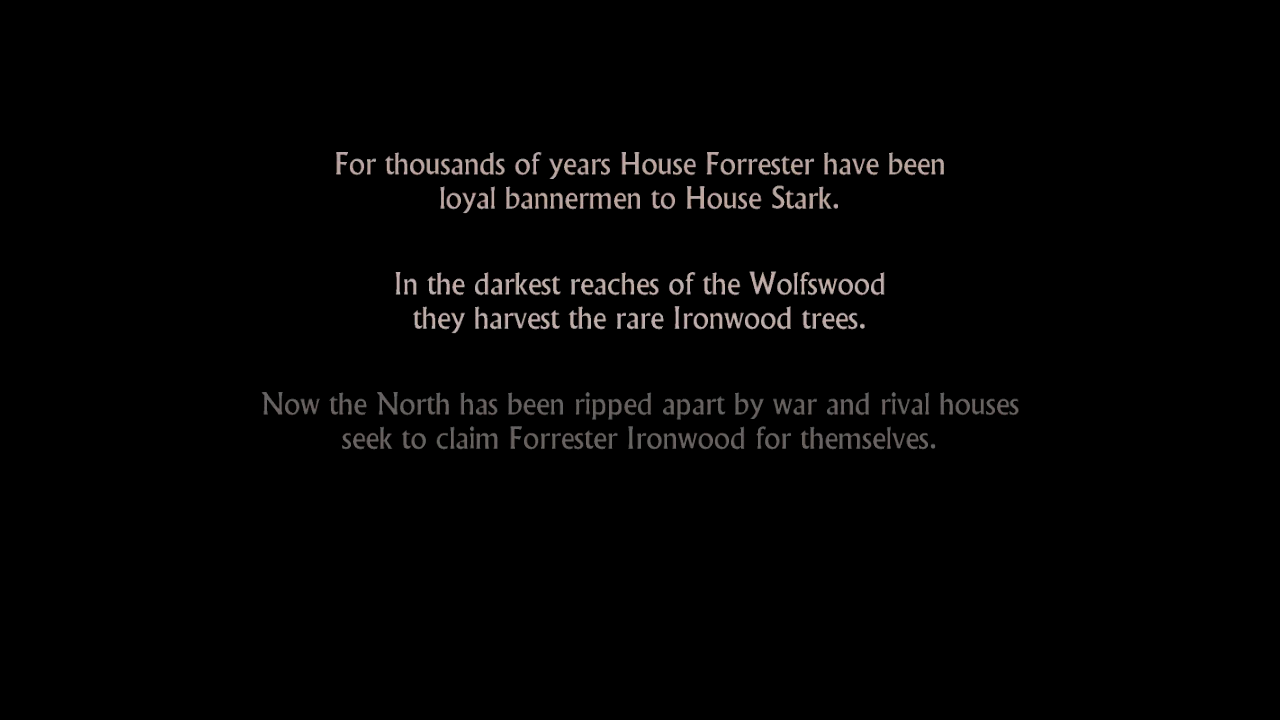 For thousands of years House Forrester have been
loyal bannermen to House Stark.
In the darkest reaches of the Wolfswood
they harvest the rare Ironwood trees.
Now the North has been ripped apart by war and rival houses
seek to claim Forrester Ironwood for themselves.